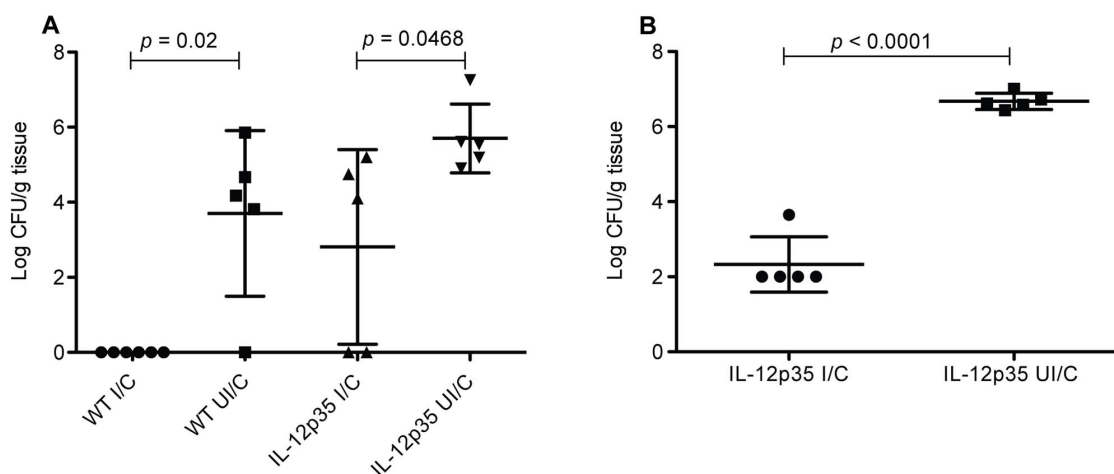 A
p = 0.02
p = 0.0468
8
6
4
2
0
Log CFU/g tissue
WT I/C
WT UI/C
IL-12p35 I/C
IL-12p35 UI/C
B
p < 0.0001
8
6
4
2
0
Log CFU/g tissue
IL-12p35 I/C
IL-12p35 UI/C